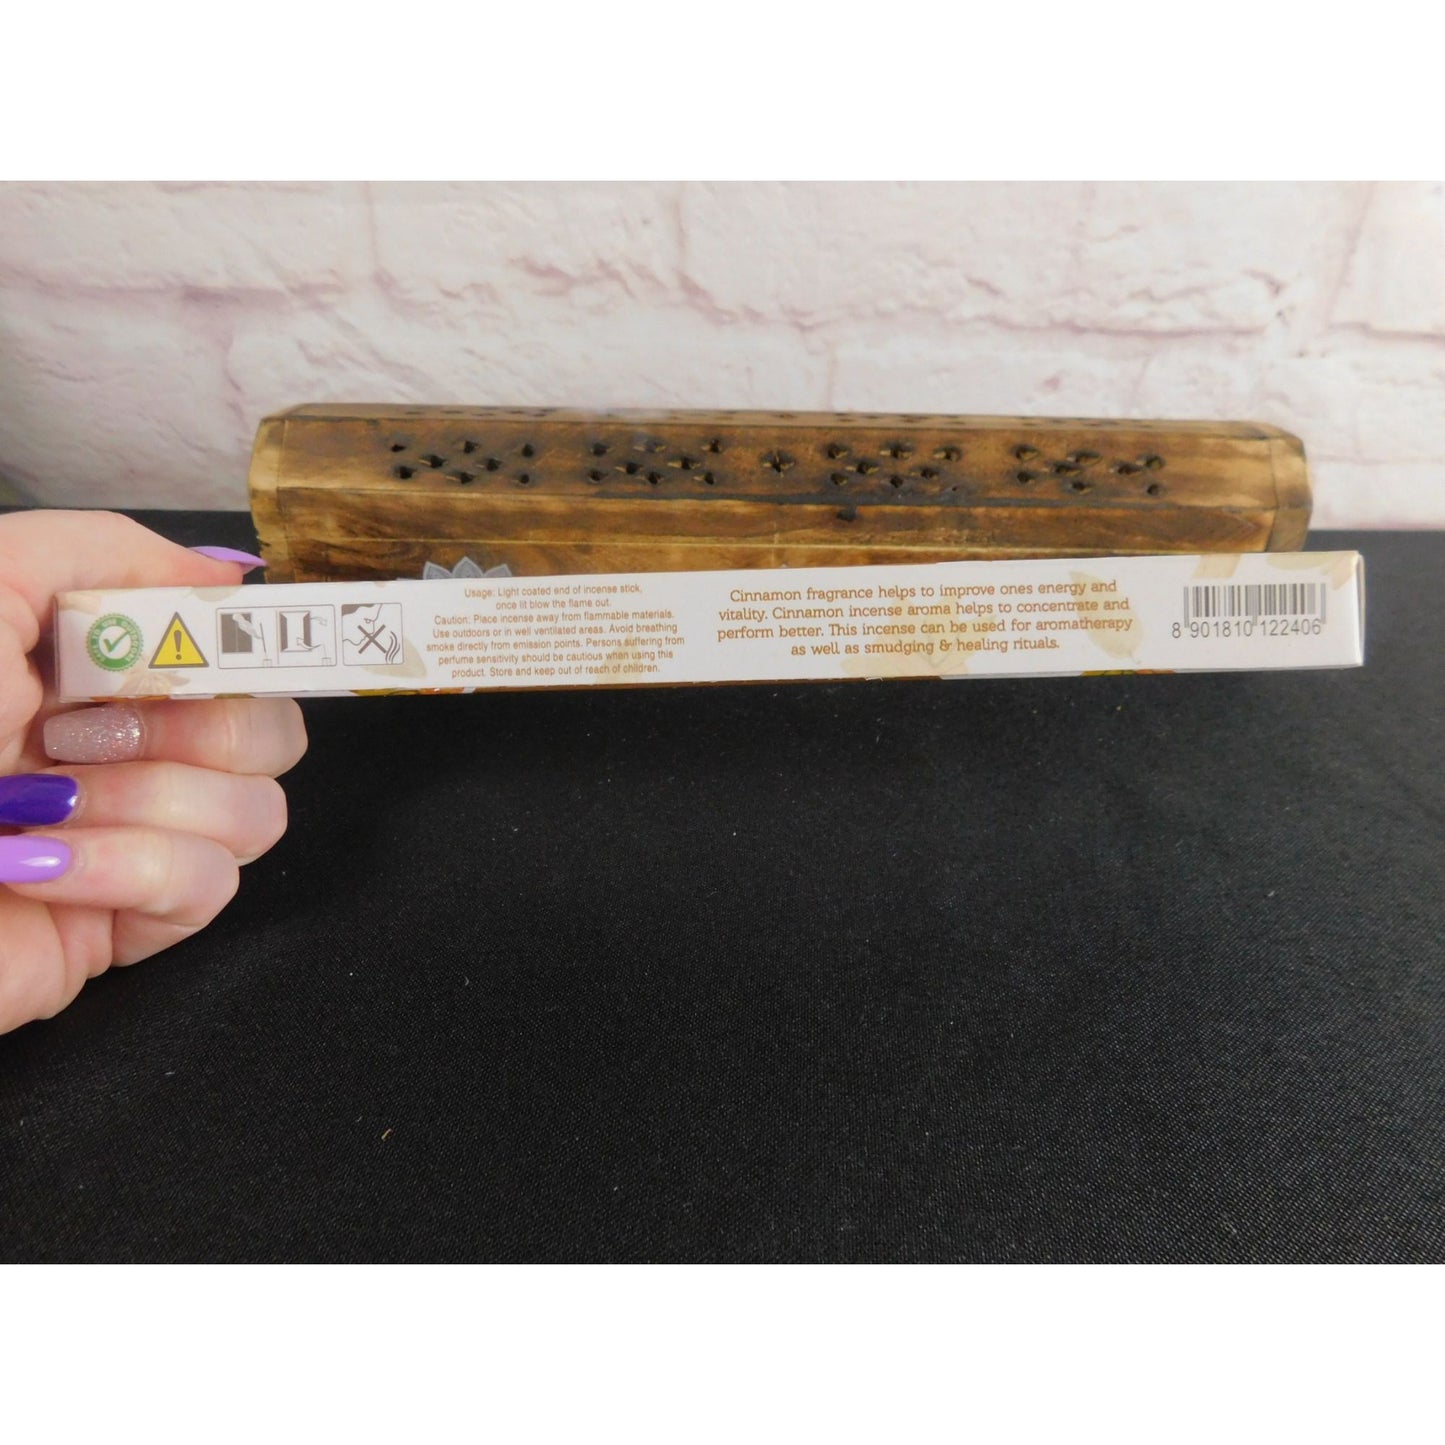 Usage: Light coated end of incense stick,
once lit blow the flame out.
Caution: Place incense away from flammable materials.
Use outdoors or in well ventilated areas. Avoid breathing
smoke directly from emission points. Persons suffering from
perfume sensitivity should be cautious when using this
product. Store and keep out of reach of children.
Cinnamon fragrance helps to improve ones energy and
vitality. Cinnamon incense aroma helps to concentrate and
perform better. This incense can be used for aromatherapy
as well as smudging & healing rituals.
8 901810 122406